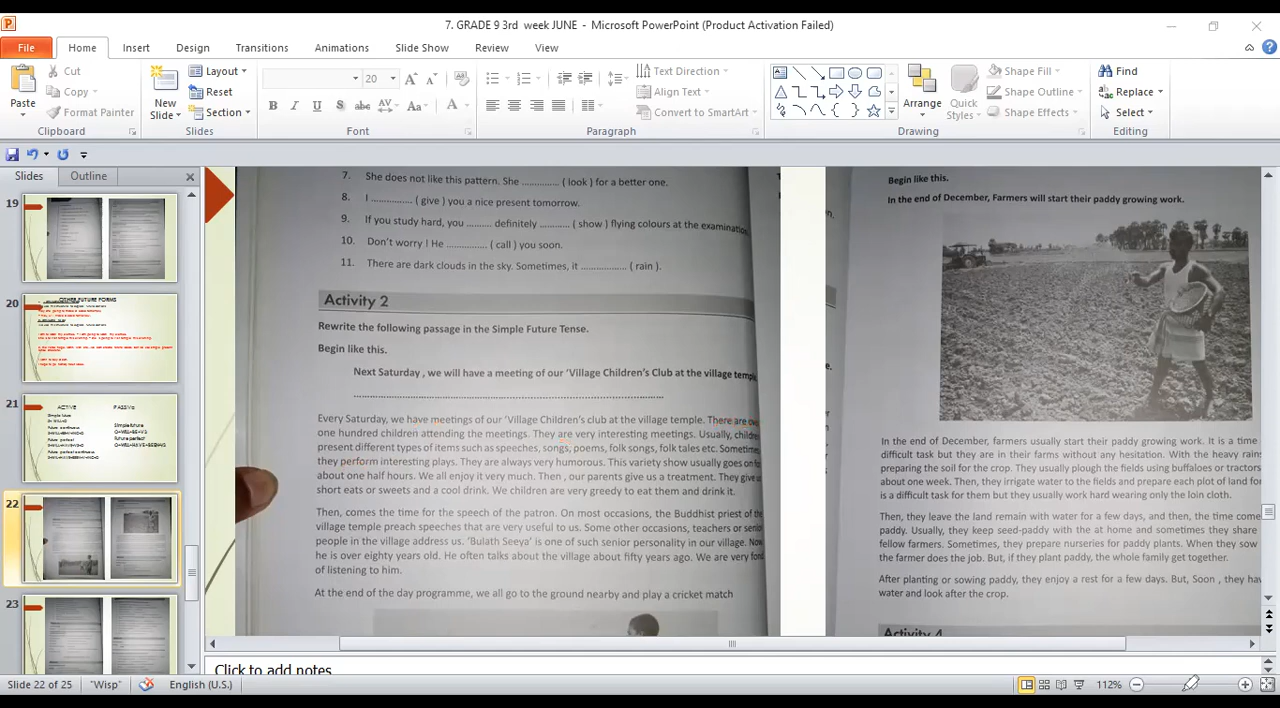 7. GRADE 9 3rd week JUNE - Microsoft PowerPoint (Product Activation Failed)
File Home Insert Design Transitions Animations Slide Show Review View
Cut
Copy
Format Painter
Paste
Clipboard
New Slide
Layout
Reset
Section
Slides
20
Font
Paragraph
Text Direction
Align Text
Convert to SmartArt
Arrange
Quick Styles
Shape Fill
Shape Outline
Shape Effects
Drawing
Find
Replace
Select
Editing
Slides Outline
19
20
OTHER FUTURE FORMS
21
ACTIVE
22
23
7. She does not like this pattern. She .............. ( look ) for a better one.
8. I ............... ( give ) you a nice present tomorrow.
9. If you study hard, you ......... definitely ........... ( show ) flying colours at the examination
10. Don't worry ! He ............... ( call ) you soon.
11. There are dark clouds in the sky. Sometimes, it ................. ( rain ).
Activity 2
Rewrite the following passage in the Simple Future Tense.
Begin like this.
Next Saturday , we will have a meeting of our 'Village Children's Club at the village temp
Every Saturday, we have meetings of our 'Village Children's club at the village temple. There are ov
one hundred children attending the meetings. They are very interesting meetings. Usually, childr
present different types of items such as speeches, songs, poems, folk songs, folk tales etc. Sometime
they perform interesting plays. They are always very humorous. This variety show usually goes on fo
about one half hours. We all enjoy it very much. Then , our parents give us a treatment. They give u
short eats or sweets and a cool drink. We children are very greedy to eat them and drink it.
Then, comes the time for the speech of the patron. On most occasions, the Buddhist priest of the
village temple preach speeches that are very useful to us. Some other occasions, teachers or senior
people in the village address us. 'Bulath Seeya' is one of such senior personality in our village. Now
he is over eighty years old. He often talks about the village about fifty years ago. We are very fond
of listening to him.
At the end of the day programme, we all go to the ground nearby and play a cricket match
Begin like this.
In the end of December, Farmers will start their paddy growing work.
In the end of December, farmers usually start their paddy growing work. It is a time
difficult task but they are in their farms without any hesitation. With the heavy rain
preparing the soil for the crop. They usually plough the fields using buffaloes or tractors
about one week. Then, they irrigate water to the fields and prepare each plot of land for
is a difficult task for them but they usually work hard wearing only the loin cloth.
Then, they leave the land remain with water for a few days, and then, the time come
paddy. Usually, they keep seed-paddy with the at home and sometimes they share
fellow farmers. Sometimes, they prepare nurseries for paddy plants. When they sow
the farmer does the job. But, if they plant paddy, the whole family get together.
After planting or sowing paddy, they enjoy a rest for a few days. But, Soon , they hav
water and look after the crop.
Activity 4
Click to add notes
Slide 22 of 25 "Wisp" English (U.S.) 112%